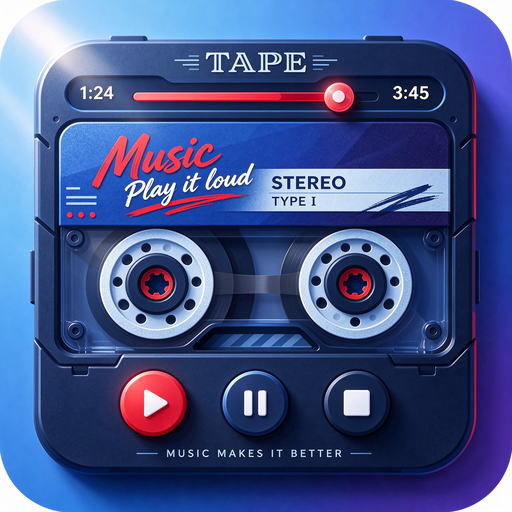 TAPE
1:24 3:45
Music
Play it loud
STEREO
TYPE I
MUSIC MAKES IT BETTER